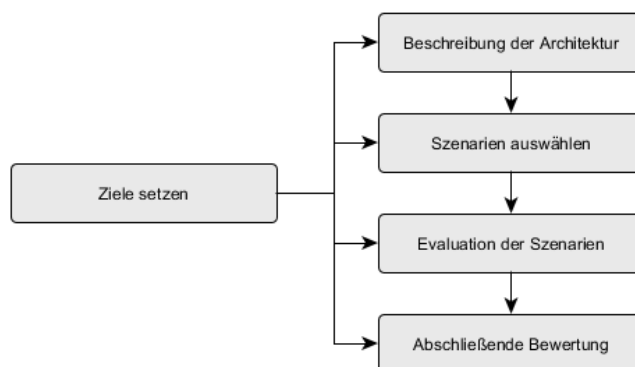 Beschreibung der Architektur
Szenarien auswählen
Ziele setzen
Evaluation der Szenarien
Abschließende Bewertung